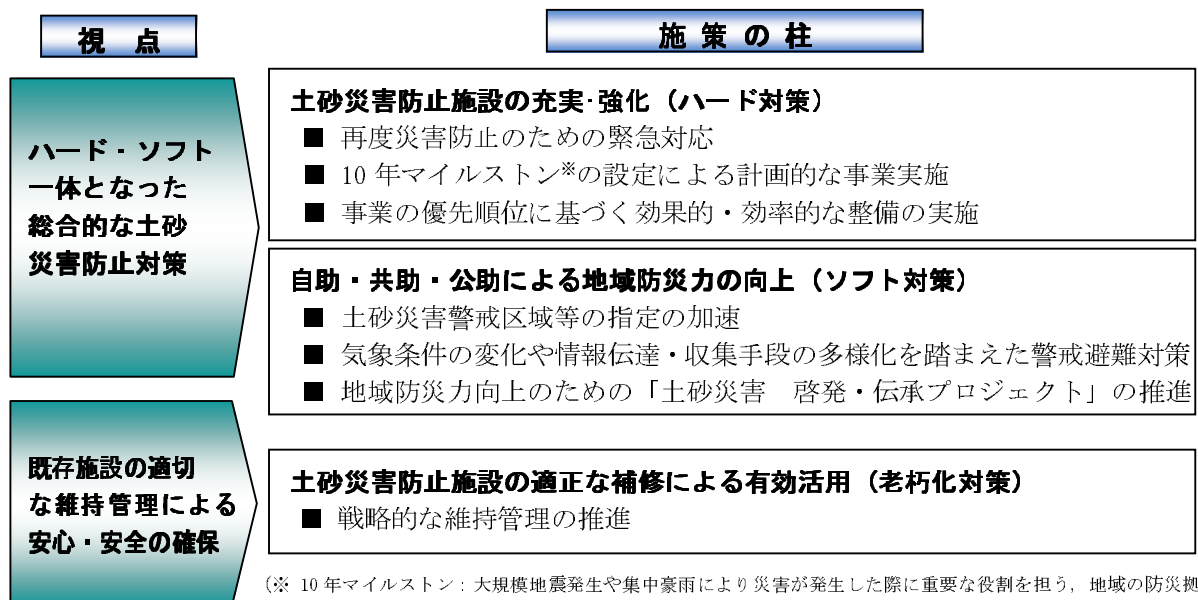 視 点
施 策 の 柱
ハード・ソフト
一体となった
総合的な土砂
災害防止対策
土砂災害防止施設の充実・強化（ハード対策）
■ 再度災害防止のための緊急対応
■ 10 年マイルストン※の設定による計画的な事業実施
■ 事業の優先順位に基づく効果的・効率的な整備の実施
自助・共助・公助による地域防災力の向上（ソフト対策）
■ 土砂災害警戒区域等の指定の加速
■ 気象条件の変化や情報伝達・収集手段の多様化を踏まえた警戒避難対策
■ 地域防災力向上のための「土砂災害　啓発・伝承プロジェクト」の推進
既存施設の適切
な維持管理による
安心・安全の確保
土砂災害防止施設の適正な補修による有効活用（老朽化対策）
■ 戦略的な維持管理の推進
（※ 10 年マイルストン：大規模地震発生や集中豪雨により災害が発生した際に重要な役割を担う，地域の防災拠